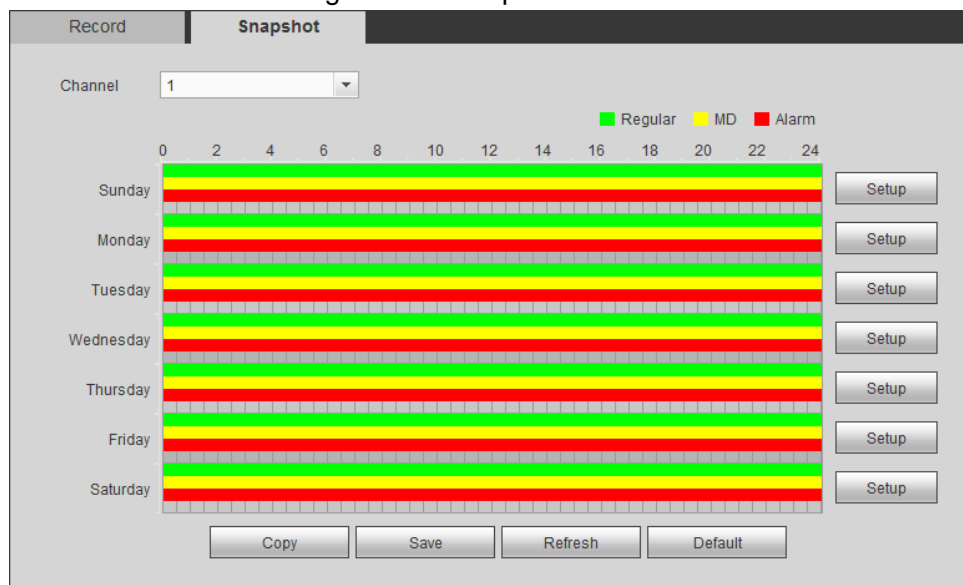 Record Snapshot
Channel 1
Regular MD Alarm
0 2 4 6 8 10 12 14 16 18 20 22 24
Sunday Setup
Monday Setup
Tuesday Setup
Wednesday Setup
Thursday Setup
Friday Setup
Saturday Setup
Copy Save Refresh Default